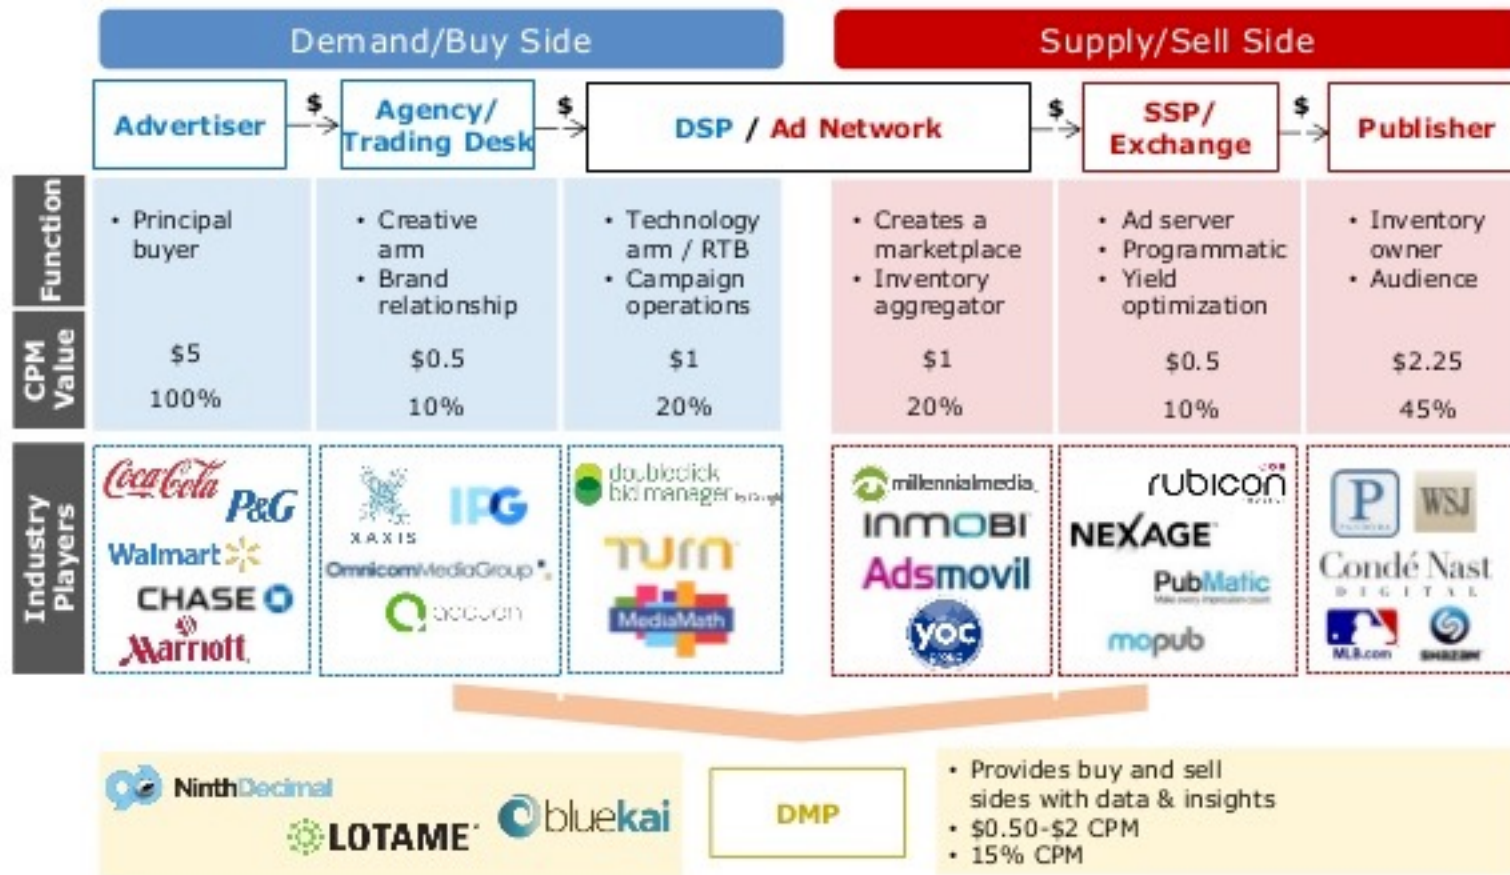 Demand/Buy Side
Supply/Sell Side
Advertiser
$
Agency/
Trading Desk
$
DSP / Ad Network
$
SSP/
Exchange
$
Publisher
Function
• Principal
buyer
• Creative
arm
• Brand
relationship
• Technology
arm / RTB
• Campaign
operations
• Creates a
marketplace
• Inventory
aggregator
• Ad server
• Programmatic
• Yield
optimization
• Inventory
owner
• Audience
CPM
Value
$5
100%
$0.5
10%
$1
20%
$1
20%
$0.5
10%
$2.25
45%
Industry
Players
Coca-Cola
P&G
Walmart
CHASE
Marriott
XAXIS
IPG
OmnicomMediaGroup
accuen
doubleclick
bid manager by Google
TURN
MediaMath
millennialmedia
INMOBI
Adsmovil
yoc
GROUP
rubicon
NEXAGE
PubMatic
mopub
P
WSJ
Condé Nast
DIGITAL
MLB.com
SHAZAM
NinthDecimal
LOTAME
bluekai
DMP
• Provides buy and sell
sides with data & insights
• $0.50-$2 CPM
• 15% CPM